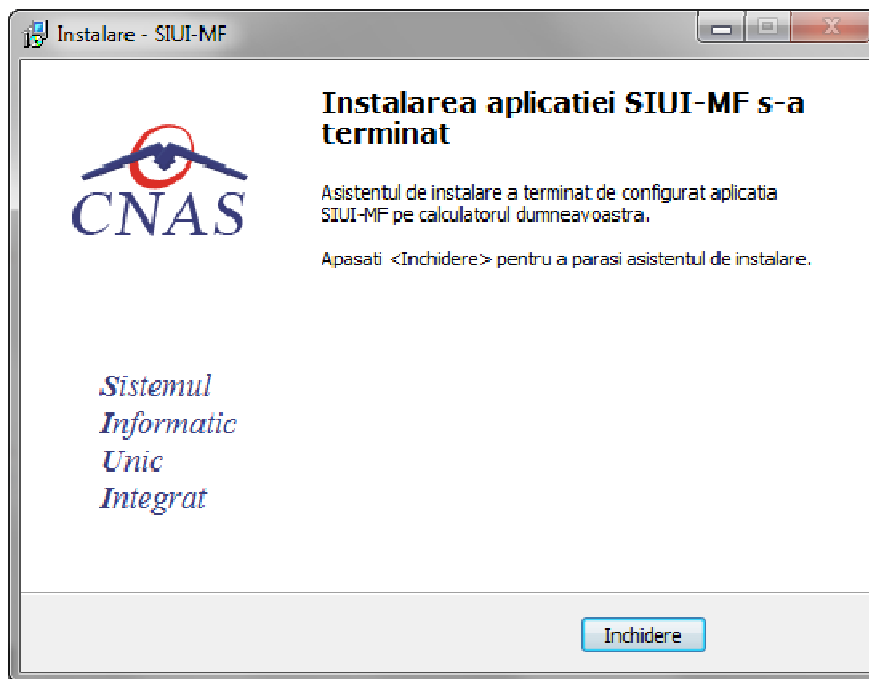 Instalare - SIUI-MF
Instalarea aplicatiei SIUI-MF s-a
terminat
Asistentul de instalare a terminat de configurat aplicatia
SIUI-MF pe calculatorul dumneavoastra.
Apasati <Inchidere> pentru a parasi asistentul de instalare.
CNAS
Sistemul
Informatic
Unic
Integrat
Inchidere